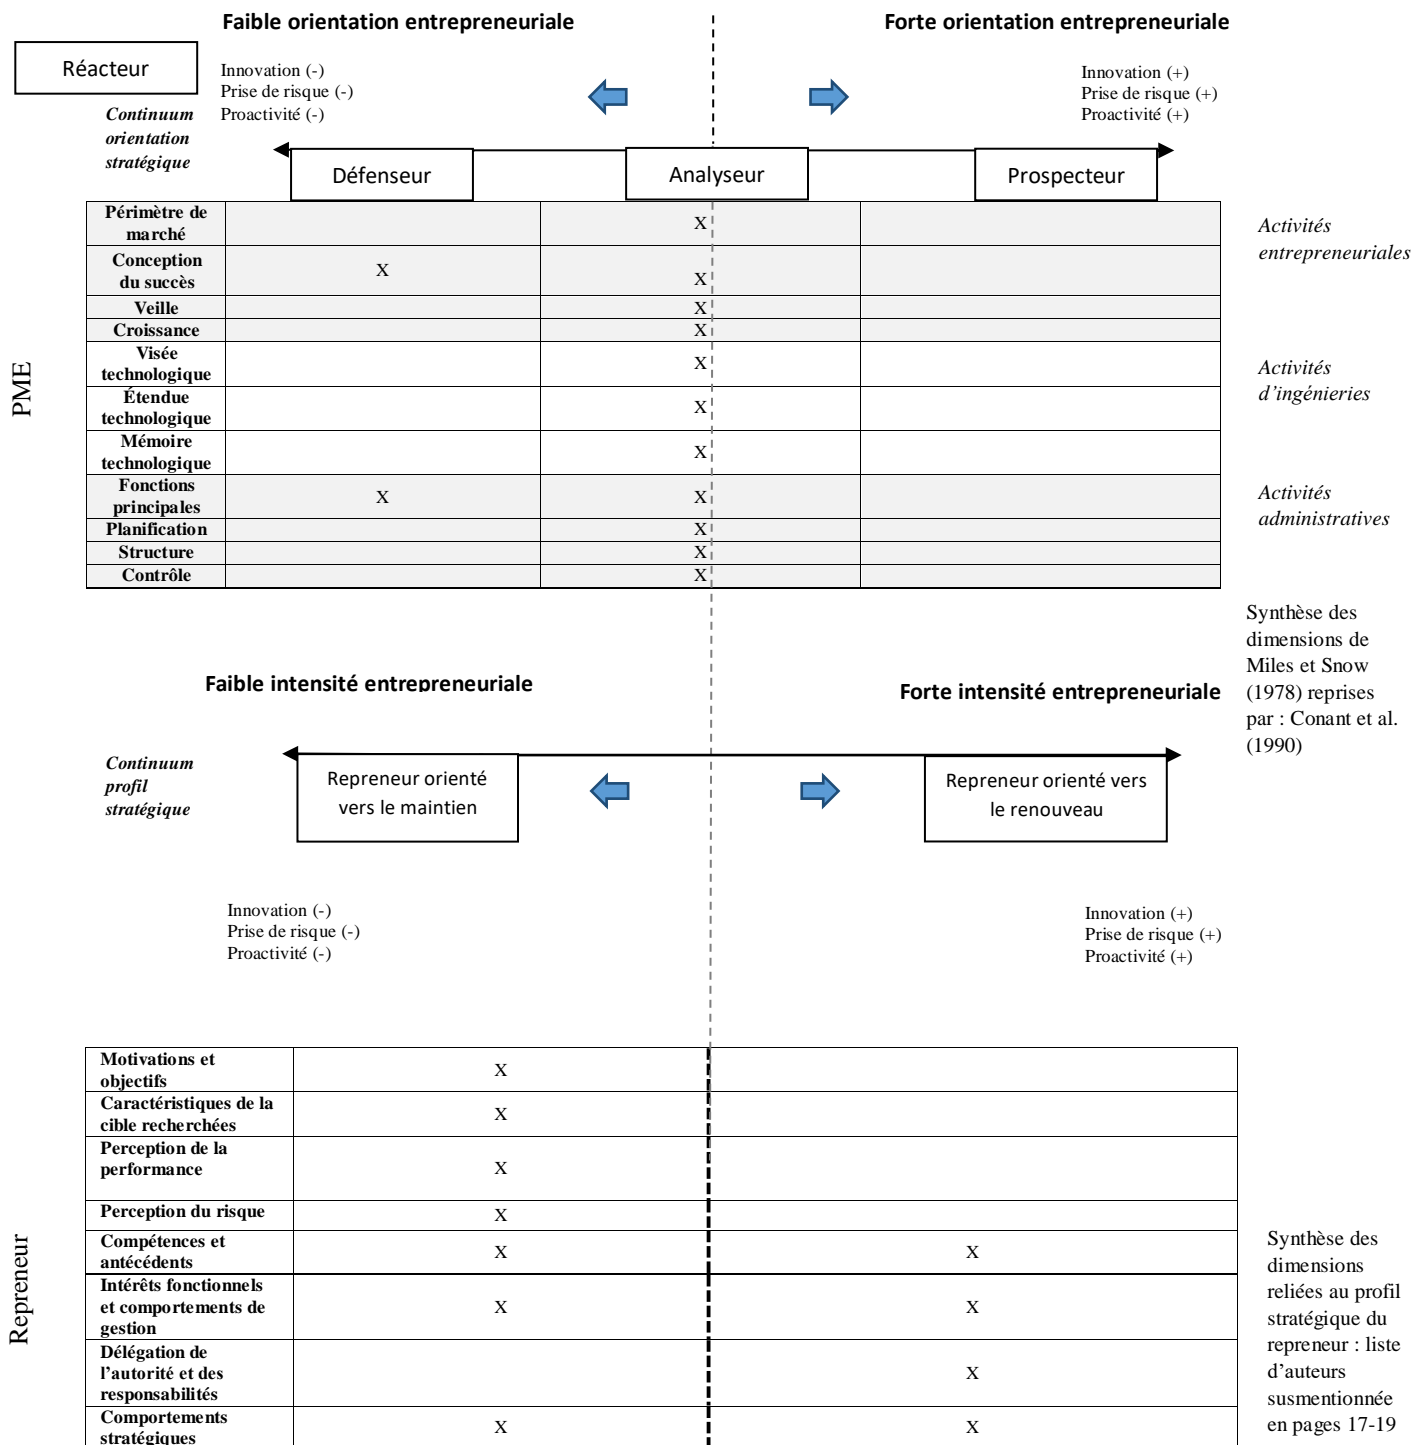 Faible orientation entrepreneuriale
Forte orientation entrepreneuriale
Réacteur
Innovation (-)
Prise de risque (-)
Proactivité (-)
Innovation (+)
Prise de risque (+)
Proactivité (+)
Continuum
orientation
stratégique
Défenseur
Analyseur
Prospecteur
PME
Périmètre de
marché
X
Activités
entrepreneuriales
Conception
du succès
X
X
Veille
X
Croissance
X
Visée
technologique
X
Activités
d’ingénieries
Étendue
technologique
X
Mémoire
technologique
X
Fonctions
principales
X
X
Activités
administratives
Planification
X
Structure
X
Contrôle
X
Synthèse des
dimensions de
Miles et Snow
(1978) reprises
par : Conant et al.
(1990)
Faible intensité entrepreneuriale
Forte intensité entrepreneuriale
Continuum
profil
stratégique
Repreneur orienté
vers le maintien
Repreneur orienté vers
le renouveau
Innovation (-)
Prise de risque (-)
Proactivité (-)
Innovation (+)
Prise de risque (+)
Proactivité (+)
Repreneur
Motivations et
objectifs
X
Caractéristiques de la
cible recherchées
X
Perception de la
performance
X
Perception du risque
X
Compétences et
antécédents
X
X
Intérêts fonctionnels
et comportements de
gestion
X
X
Délégation de
l’autorité et des
responsabilités
X
Comportements
stratégiques
X
X
Synthèse des
dimensions
reliées au profil
stratégique du
repreneur : liste
d’auteurs
susmentionnée
en pages 17-19